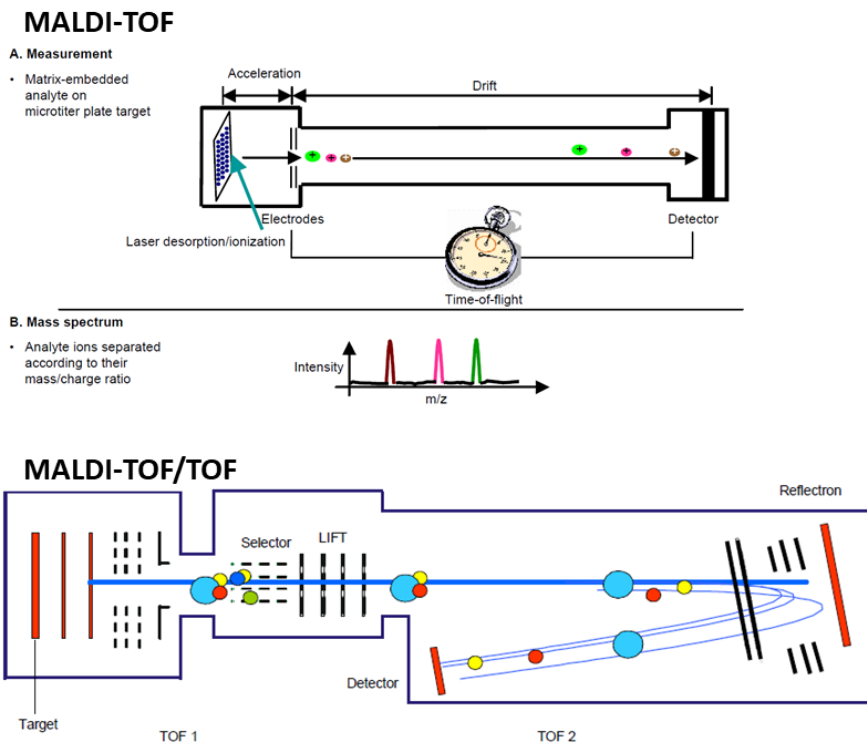 MALDI-TOF
A. Measurement
• Matrix-embedded
analyte on
microtiter plate target
Acceleration
Drift
+ + +
+ + +
Electrodes
Detector
Laser desorption/ionization
Time-of-flight
B. Mass spectrum
• Analyte ions separated
according to their
mass/charge ratio
Intensity
m/z
MALDI-TOF/TOF
Reflectron
Selector
LIFT
Detector
Target
TOF 1
TOF 2